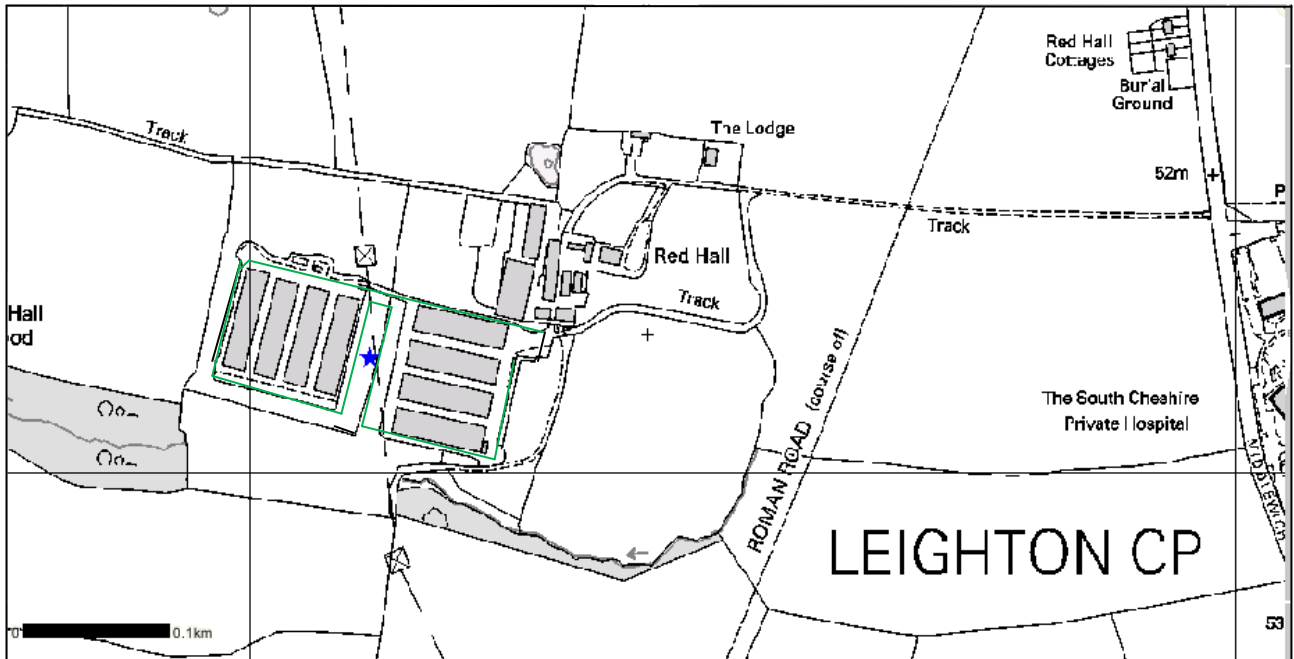 Red Hall
Cottages
Burial
Ground
Track
The Lodge
52m
P
Track
Red Hall
Track
Hall
od
ROMAN ROAD (course of)
The South Cheshire
Private Hospital
MIDDLEWICH
LEIGHTON CP
0
0.1km
53